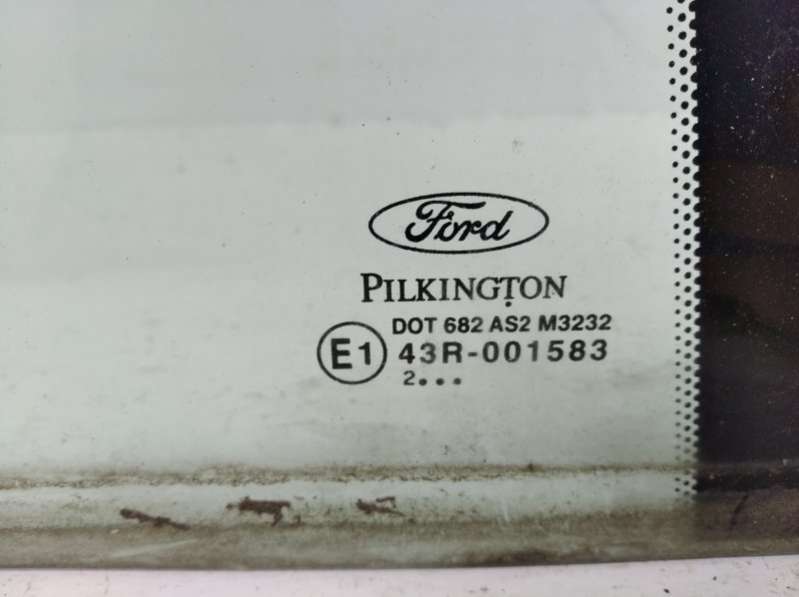 Ford
PILKINGTON
DOT 682 AS2 M3232
E1 43R-001583
2...